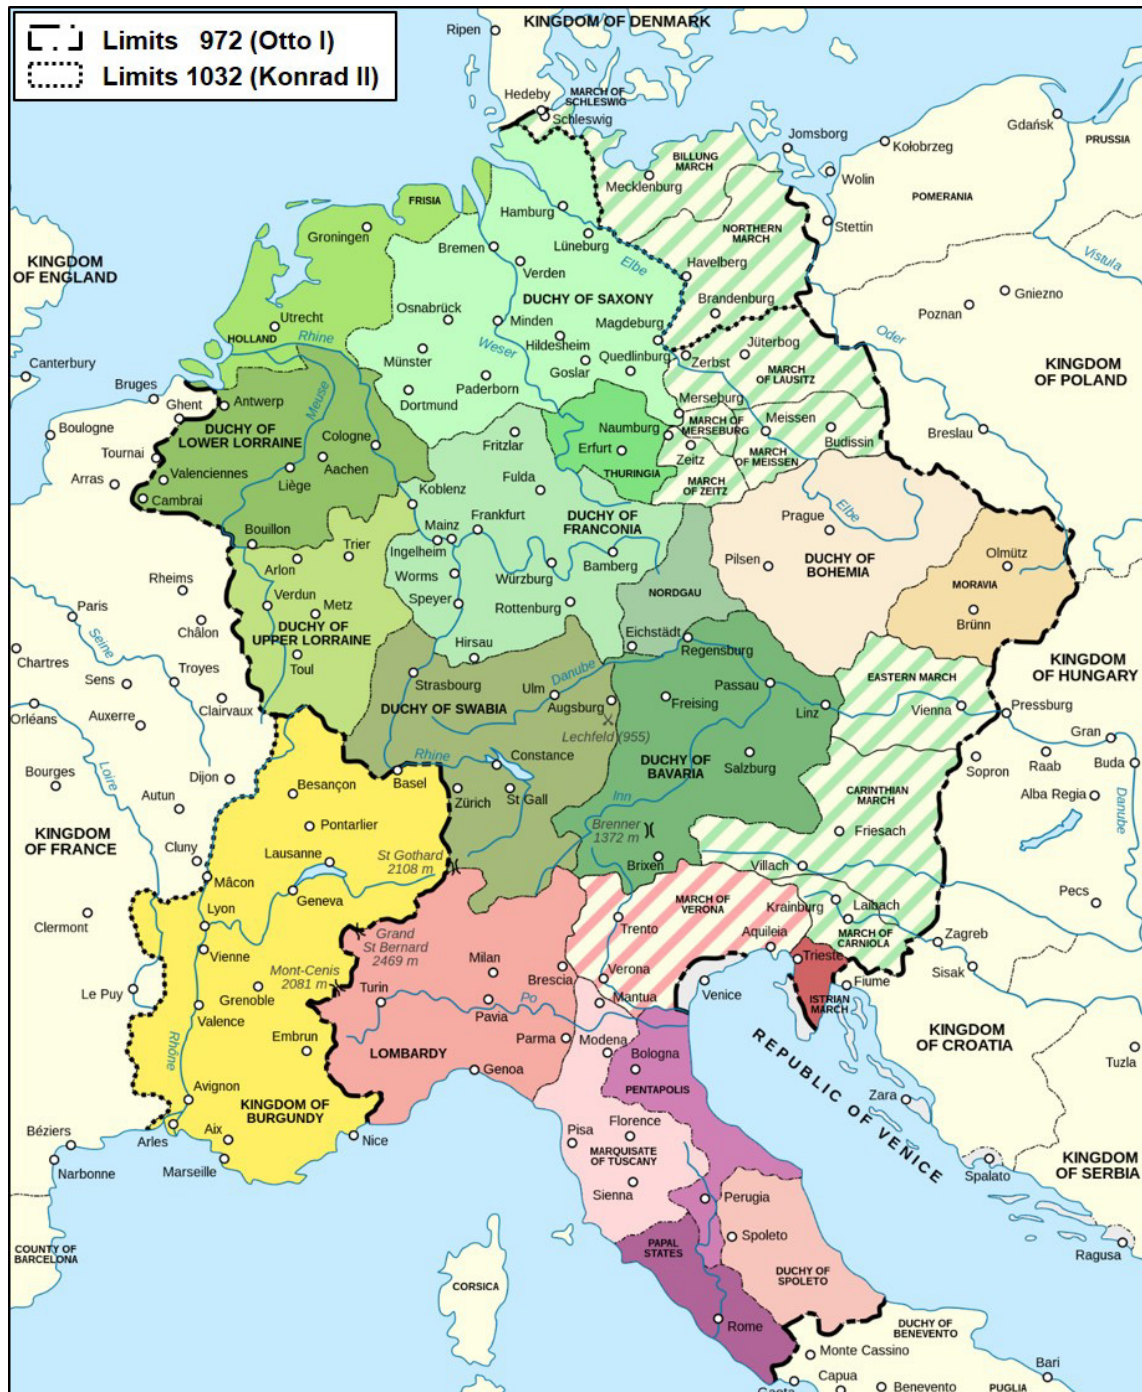 Limits 972 (Otto I)
Limits 1032 (Konrad II)
KINGDOM OF DENMARK
Ripen
Hedeby
MARCH OF
SCHLESWIG
Schleswig
Jomsborg
Kołobrzeg
Gdańsk
PRUSSIA
BILLUNG
MARCH
Mecklenburg
Wolin
POMERANIA
FRISIA
Hamburg
Groningen
Lüneburg
NORTHERN
MARCH
Stettin
Bremen
Verden
Elbe
Havelberg
Vistula
KINGDOM
OF ENGLAND
Osnabrück
DUCHY OF SAXONY
Brandenburg
Gniezno
Poznan
Utrecht
HOLLAND
Rhine
Minden
Magdeburg
Oder
Weser
Hildesheim
Jüterbog
Münster
Goslar
Quedlinburg
Zerbst
Canterbury
Bruges
Paderborn
MARCH
OF LAUSITZ
KINGDOM
OF POLAND
Dortmund
Merseburg
Ghent
Antwerp
Meuse
MARCH OF
MERSEBURG
Meissen
Boulogne
DUCHY OF
LOWER LORRAINE
Cologne
Fritzlar
Naumburg
Budissin
Breslau
Tournai
Erfurt
Zeitz
MARCH
OF MEISSEN
Valenciennes
Aachen
Arras
Liège
Fulda
THURINGIA
MARCH
OF ZEITZ
Cambrai
Koblenz
Frankfurt
DUCHY OF
FRANCONIA
Prague
Elbe
Bouillon
Mainz
Trier
Ingelheim
Bamberg
Pilsen
DUCHY OF
BOHEMIA
Olmütz
Arlon
Worms
Würzburg
MORAVIA
Rheims
Verdun
Metz
Speyer
Rottenburg
NORDGAU
Brünn
Paris
Châlon
DUCHY OF
UPPER LORRAINE
Hirsau
Eichstädt
Seine
Regensburg
Chartres
Troyes
Toul
Strasbourg
Ulm
Danube
Passau
EASTERN MARCH
KINGDOM
OF HUNGARY
Sens
DUCHY OF SWABIA
Augsburg
Freising
Linz
Vienna
Pressburg
Orléans
Auxerre
Clairvaux
Lechfeld (955)
Gran
Rhine
Constance
DUCHY OF
BAVARIA
Salzburg
Sopron
Raab
Buda
Bourges
Loire
Dijon
Besançon
Basel
Zürich
St Gall
CARINTHIAN
MARCH
Alba Regia
Danube
Autun
Inn
Pontarlier
Brenner
1372 m
Friesach
KINGDOM
OF FRANCE
Cluny
Lausanne
St Gothard
2108 m
Brixen
Villach
Mâcon
Geneva
MARCH OF
VERONA
Krainburg
Laibach
Pecs
Clermont
Lyon
Trento
MARCH OF
CARNIOLA
Zagreb
Grand
St Bernard
2469 m
Aquileia
Vienne
Milan
Trieste
Sisak
Mont-Cenis
2081 m
Brescia
Verona
Venice
Fiume
Le Puy
Grenoble
Turin
Po
Mantua
ISTRIAN
MARCH
Valence
Pavia
Rhône
Embrun
Parma
Modena
KINGDOM
OF CROATIA
LOMBARDY
Bologna
Tuzla
Genoa
PENTAPOLIS
REPUBLIC OF VENICE
Avignon
KINGDOM OF
BURGUNDY
Zara
Béziers
Arles
Aix
Nice
Pisa
Florence
MARQUISATE
OF TUSCANY
Narbonne
Marseille
Spalato
KINGDOM
OF SERBIA
Sienna
Perugia
PAPAL
STATES
Spoleto
COUNTY OF
BARCELONA
Ragusa
CORSICA
DUCHY OF
SPOLETO
Rome
DUCHY OF
BENEVENTO
Monte Cassino
Bari
Capua
Gaeta
Benevento
PUGLIA